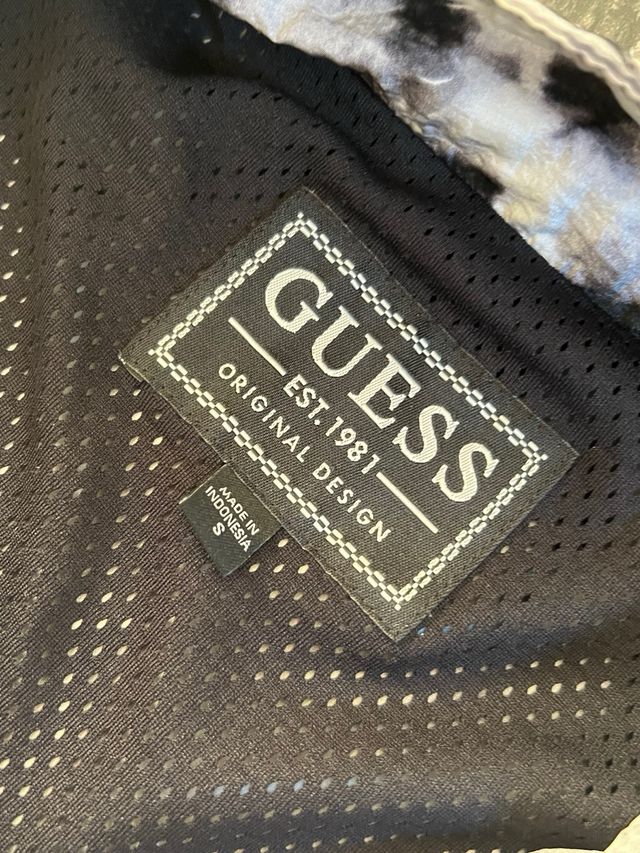 GUESS
EST. 1981
ORIGINAL DESIGN
MADE IN
INDONESIA
S